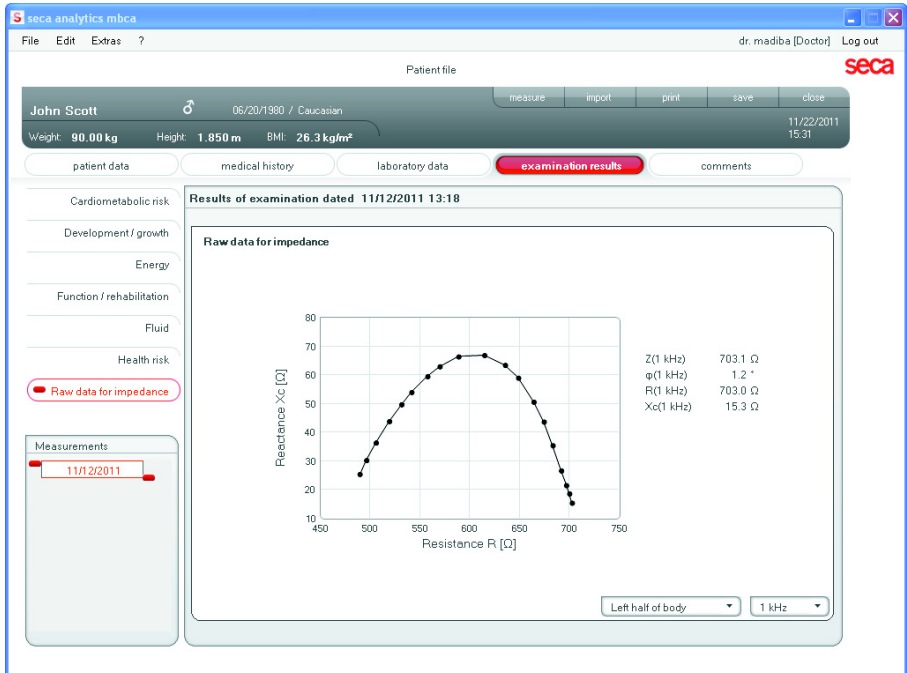 S seca analytics mbca
File Edit Extras ? dr. madiba [Doctor] Log out
Patient file seca
measure import print save close
John Scott ♂ 06/20/1980 / Caucasian
11/22/2011
Weight: 90.00 kg Height: 1.850 m BMI: 26.3 kg/m² 15:31
patient data medical history laboratory data examination results comments
Cardiometabolic risk
Development / growth
Energy
Function / rehabilitation
Fluid
Health risk
Raw data for impedance
Measurements
11/12/2011
Results of examination dated 11/12/2011 13:18
Raw data for impedance
80
70
60
50
40
30
20
10
Reactance Xc [Ω]
450 500 550 600 650 700 750
Resistance R [Ω]
Z(1 kHz) 703.1 Ω
φ(1 kHz) 1.2 °
R(1 kHz) 703.0 Ω
Xc(1 kHz) 15.3 Ω
Left half of body 1 kHz